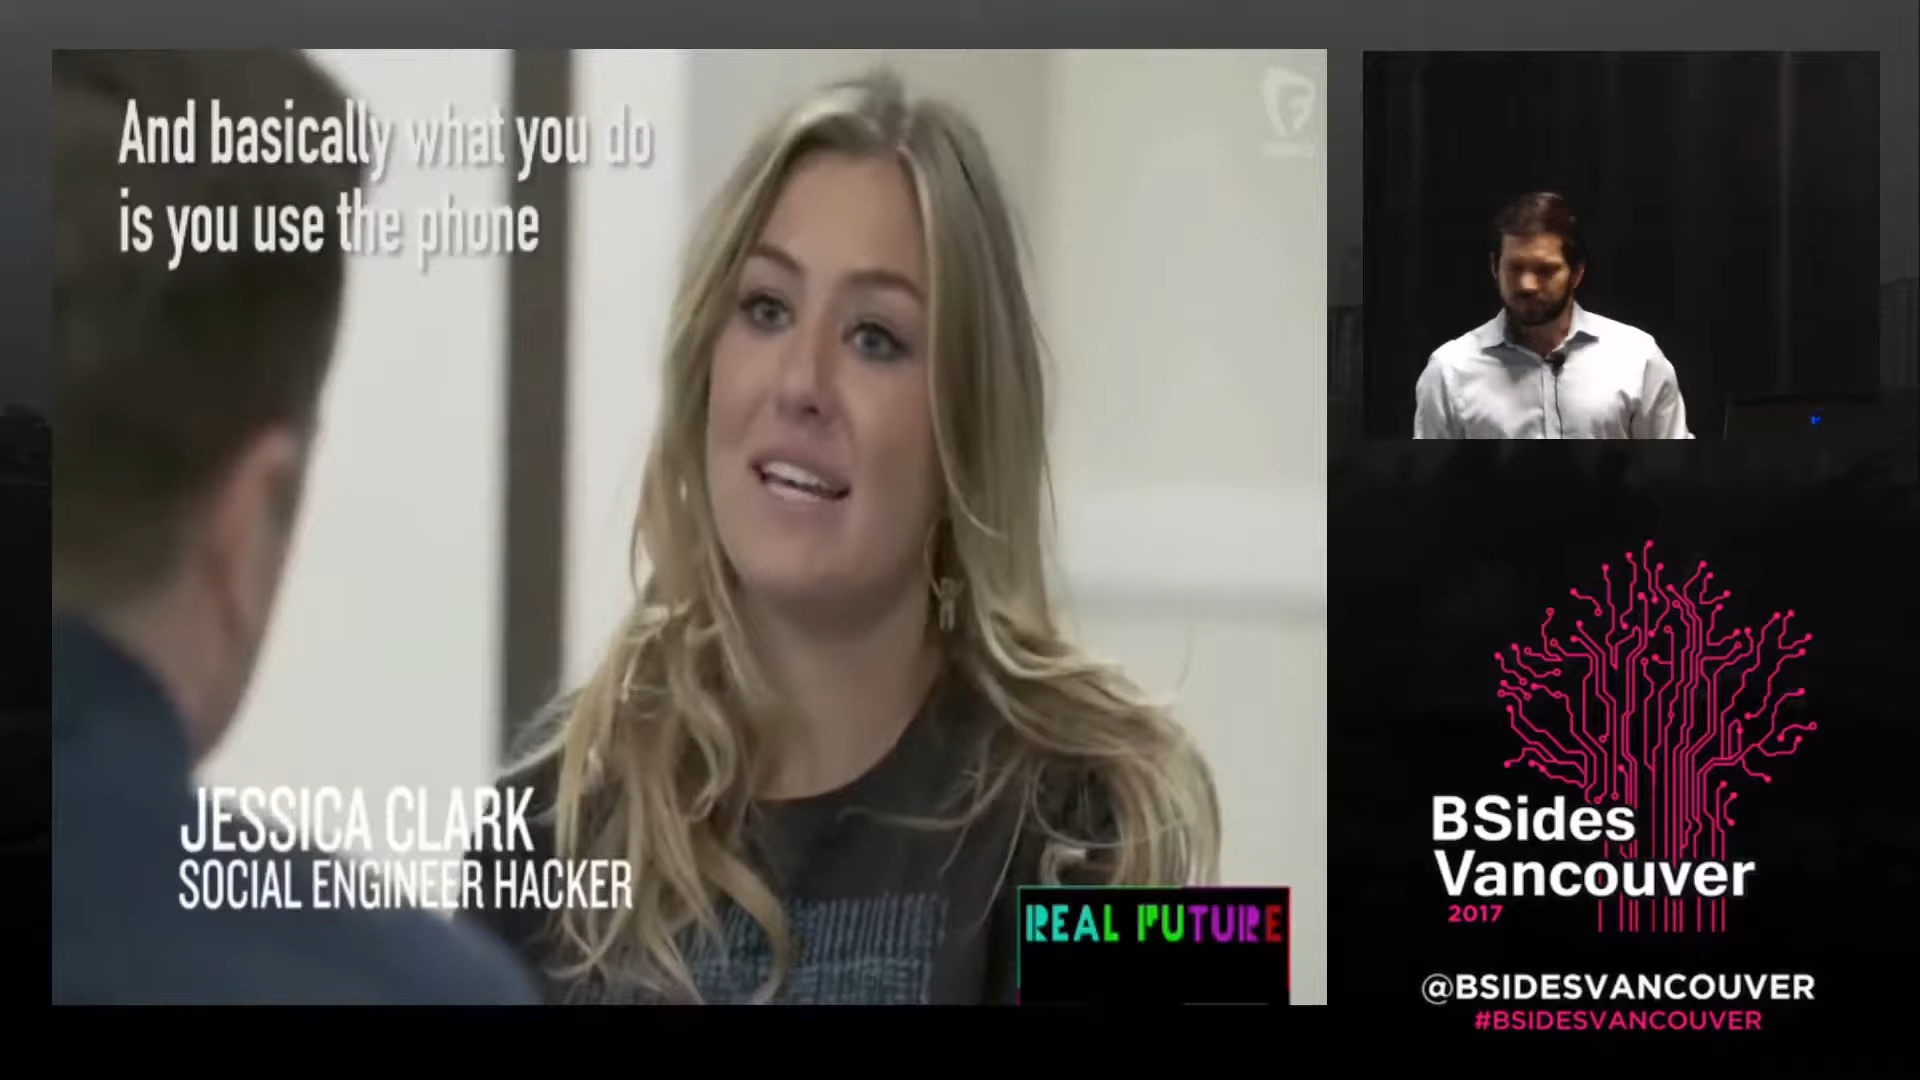 And basically what you do
is you use the phone
JESSICA CLARK
SOCIAL ENGINEER HACKER
REAL FUTURE
BSides
Vancouver
2017
@BSIDESVANCOUVER
#BSIDESVANCOUVER